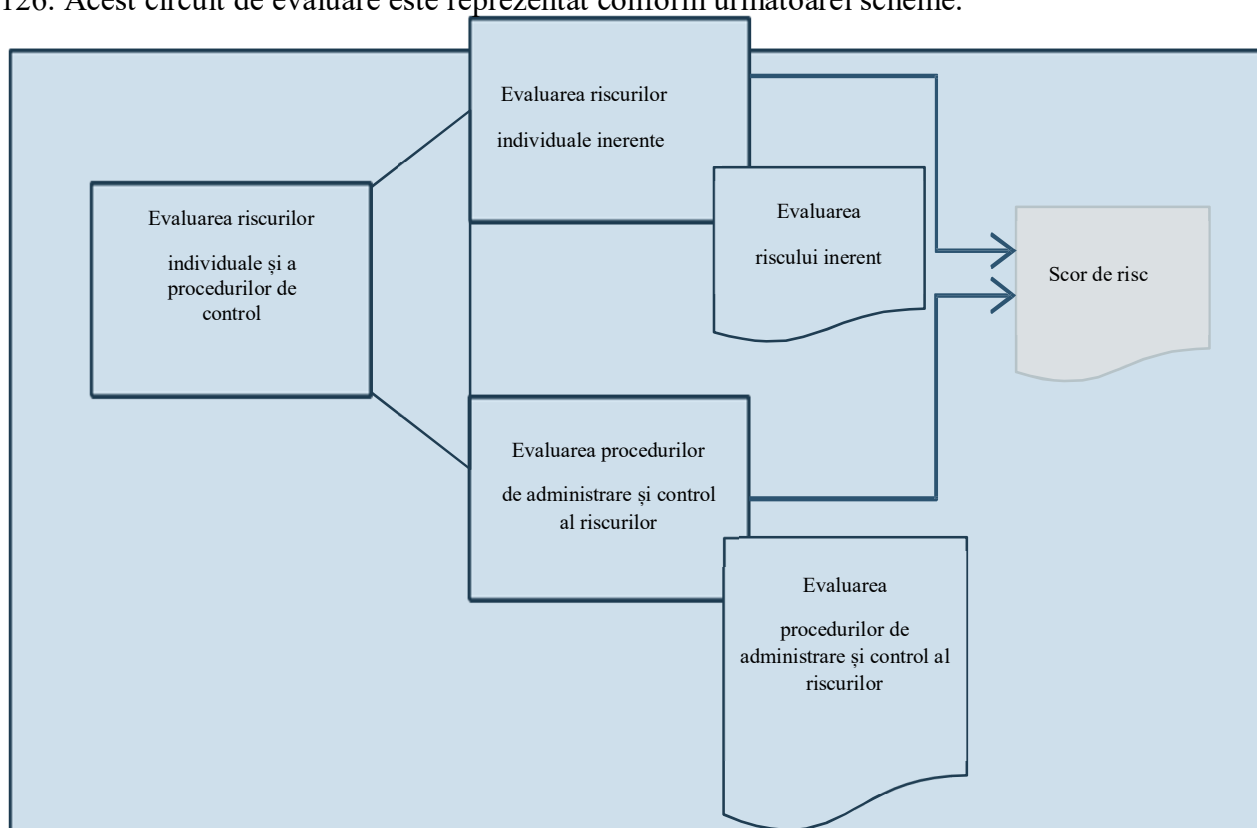 126. Acest circuit de evaluare este reprezentat conform următoarei scheme:
Evaluarea riscurilor
individuale inerente
Evaluarea riscurilor
individuale și a
procedurilor de
control
Evaluarea
riscului inerent
Scor de risc
Evaluarea procedurilor
de administrare și control
al riscurilor
Evaluarea
procedurilor de
administrare și control al
riscurilor